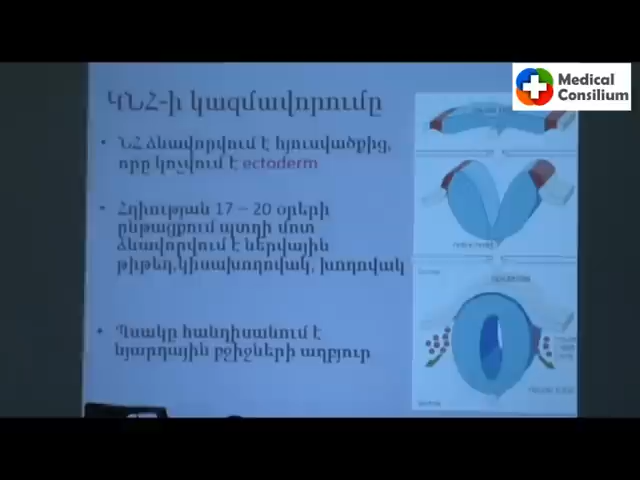 Medical
Consilium
ԿՆՀ-ի կազմավորումը
• ՆՀ ձևավորվում է հյուսվածքից,
որը կոչվում է ectoderm
• Հղիության 17 – 20 օրերի
ընթացքում պտղի մոտ
ձևավորվում է ներվային
թիթեղ,կիսախողովակ, խողովակ
• Պսակը հանդիսանում է
նյարդային բջիջների աղբյուր